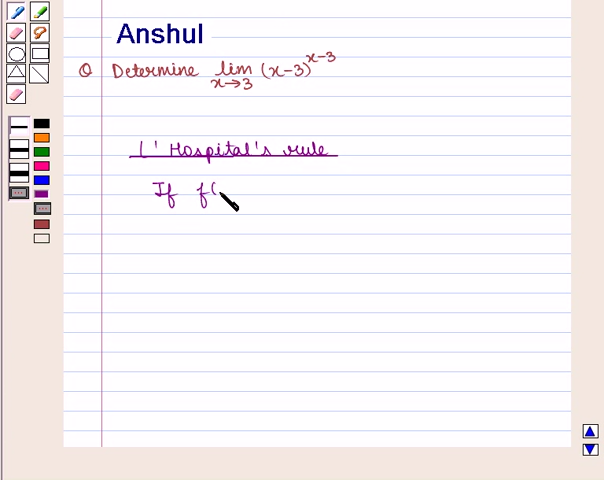 Anshul
Q Determine lim (x-3)^{x-3}
x→3
L' Hospital's rule
If f(